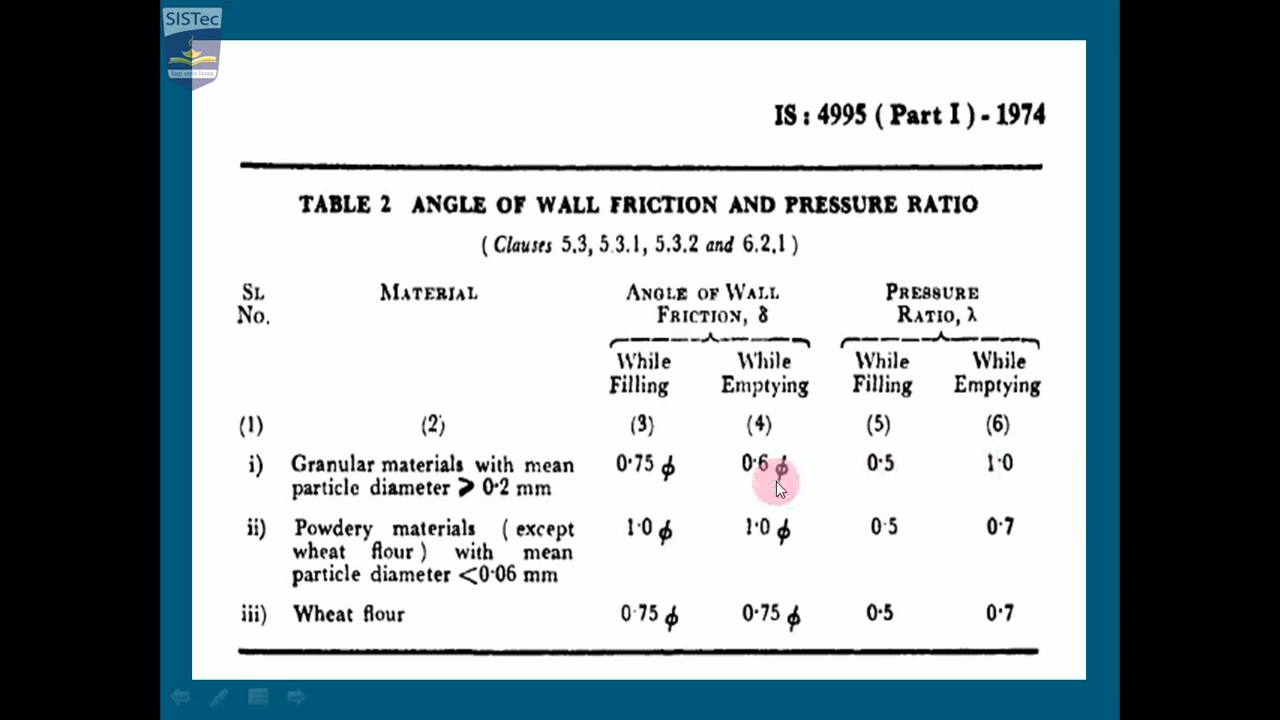 SISTec
IS : 4995 ( Part I ) - 1974
TABLE 2 ANGLE OF WALL FRICTION AND PRESSURE RATIO
( Clauses 5.3, 5.3.1, 5.3.2 and 6.2.1 )
SL No. MATERIAL ANGLE OF WALL FRICTION, δ PRESSURE RATIO, λ
While Filling While Emptying While Filling While Emptying
(1) (2) (3) (4) (5) (6)
i) Granular materials with mean 0·75 ϕ 0·6 ϕ 0·5 1·0
particle diameter ⩾ 0·2 mm
ii) Powdery materials ( except 1·0 ϕ 1·0 ϕ 0·5 0·7
wheat flour ) with mean
particle diameter <0·06 mm
iii) Wheat flour 0·75 ϕ 0·75 ϕ 0·5 0·7